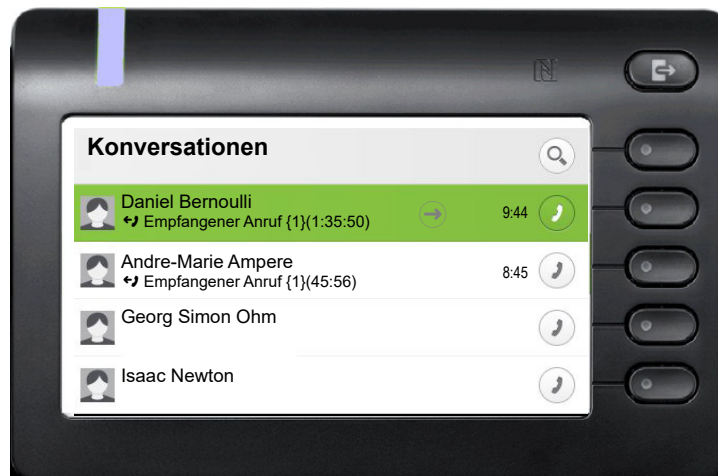 Konversationen
Daniel Bernoulli
Empfangener Anruf {1}(1:35:50)
9:44
Andre-Marie Ampere
Empfangener Anruf {1}(45:56)
8:45
Georg Simon Ohm
Isaac Newton